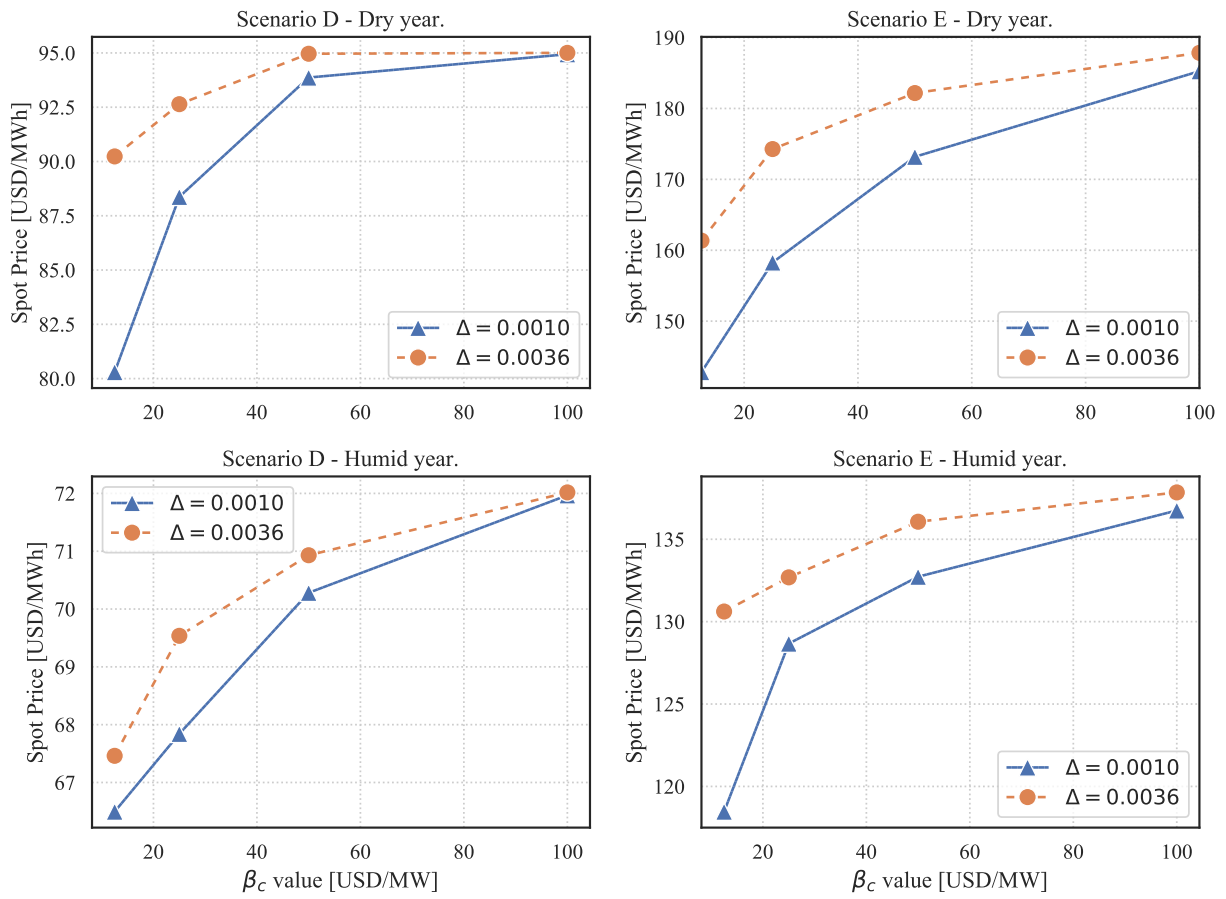 Scenario D - Dry year.
Spot Price [USD/MWh]
95.0
92.5
90.0
87.5
85.0
82.5
80.0
Δ = 0.0010
Δ = 0.0036
20 40 60 80 100
Scenario E - Dry year.
Spot Price [USD/MWh]
190
180
170
160
150
Δ = 0.0010
Δ = 0.0036
20 40 60 80 100
Scenario D - Humid year.
Spot Price [USD/MWh]
72
71
70
69
68
67
Δ = 0.0010
Δ = 0.0036
20 40 60 80 100
β_c value [USD/MW]
Scenario E - Humid year.
Spot Price [USD/MWh]
135
130
125
120
Δ = 0.0010
Δ = 0.0036
20 40 60 80 100
β_c value [USD/MW]